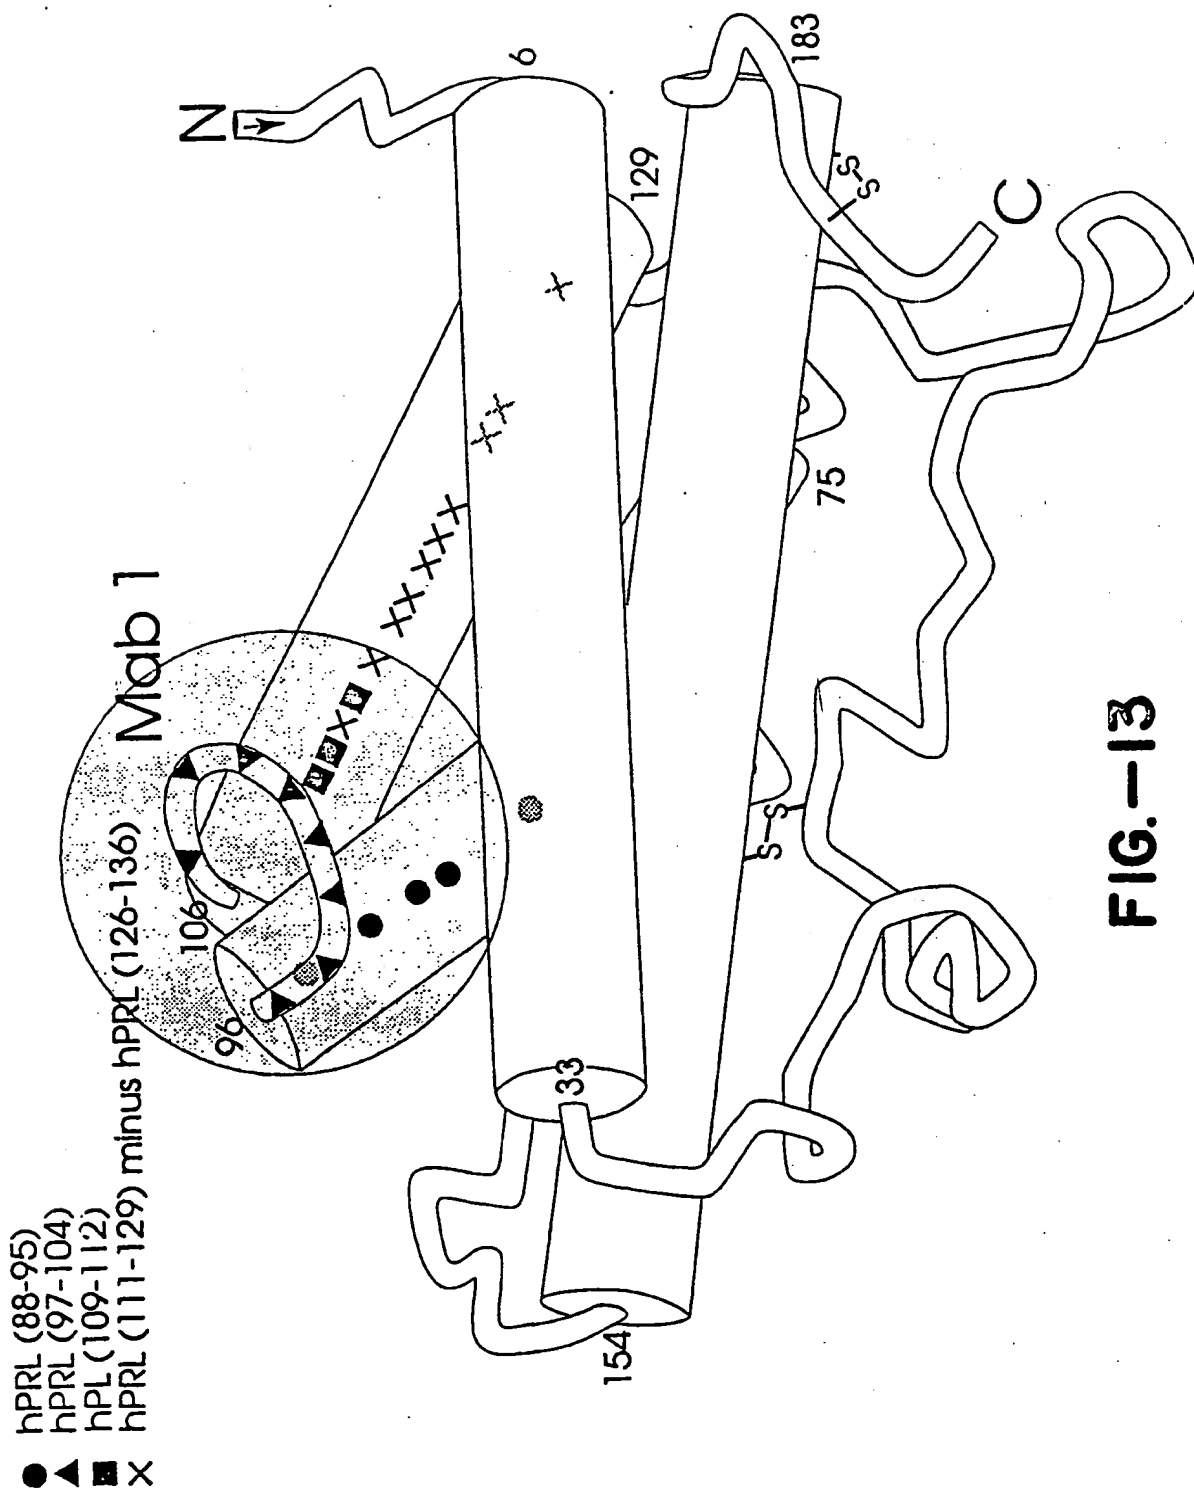 ● hPRL (88-95)
▲ hPRL (97-104)
■ hPL (109-112)
X hPRL (111-129) minus hPRL (126-136)
Mab 1
N
6
106
96
129
33
154
183
S-S
C
75
S-S
FIG.—13